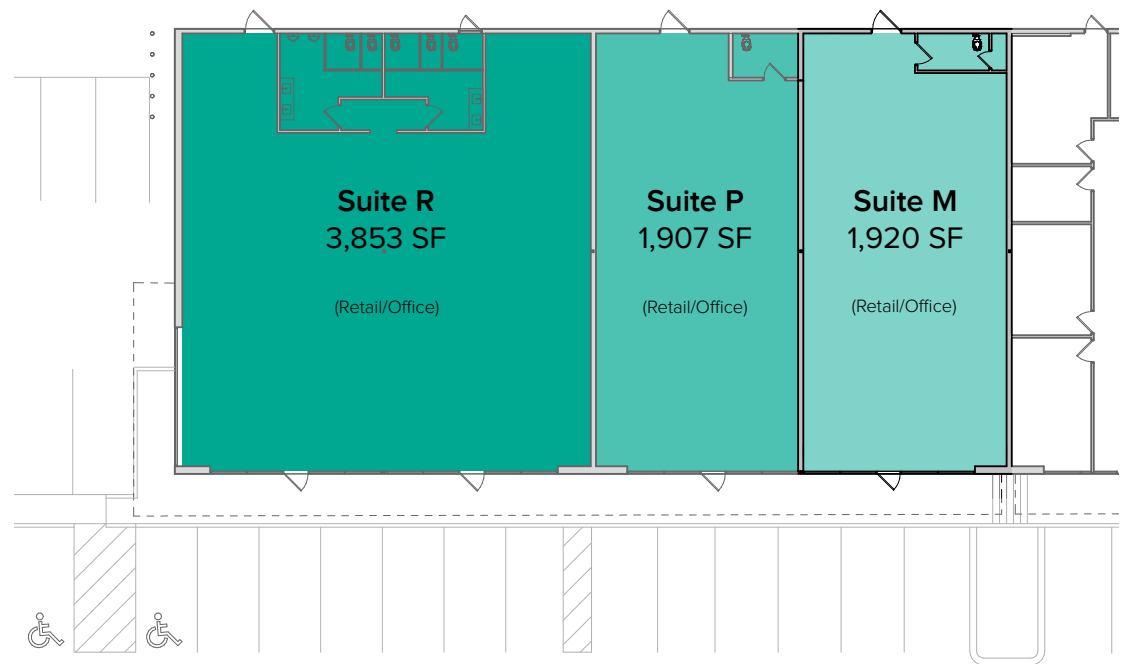 Suite R
3,853 SF
(Retail/Office)
Suite P
1,907 SF
(Retail/Office)
Suite M
1,920 SF
(Retail/Office)